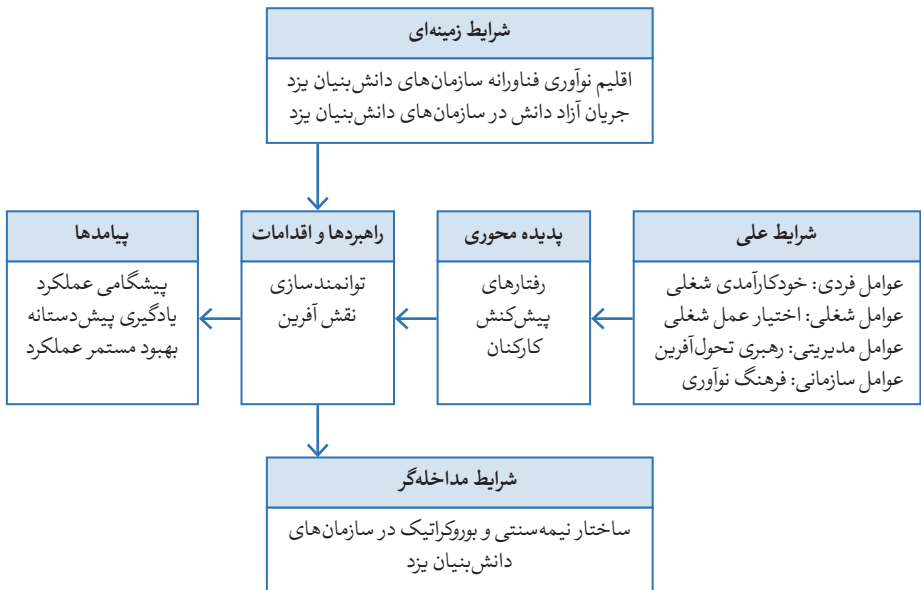 شرایط زمینه‌ای
اقلیم نوآوری فناورانه سازمان‌های دانش‌بنیان یزد
جریان آزاد دانش در سازمان‌های دانش‌بنیان یزد
شرایط علی
عوامل فردی: خودکارآمدی شغلی
عوامل شغلی: اختیار عمل شغلی
عوامل مدیریتی: رهبری تحول‌آفرین
عوامل سازمانی: فرهنگ نوآوری
پدیده محوری
رفتارهای
پیش‌کنش
کارکنان
راهبردها و اقدامات
توانمندسازی
نقش آفرین
پیامدها
پیشگامی عملکرد
یادگیری پیش‌دستانه
بهبود مستمر عملکرد
شرایط مداخله‌گر
ساختار نیمه‌سنتی و بوروکراتیک در سازمان‌های
دانش‌بنیان یزد